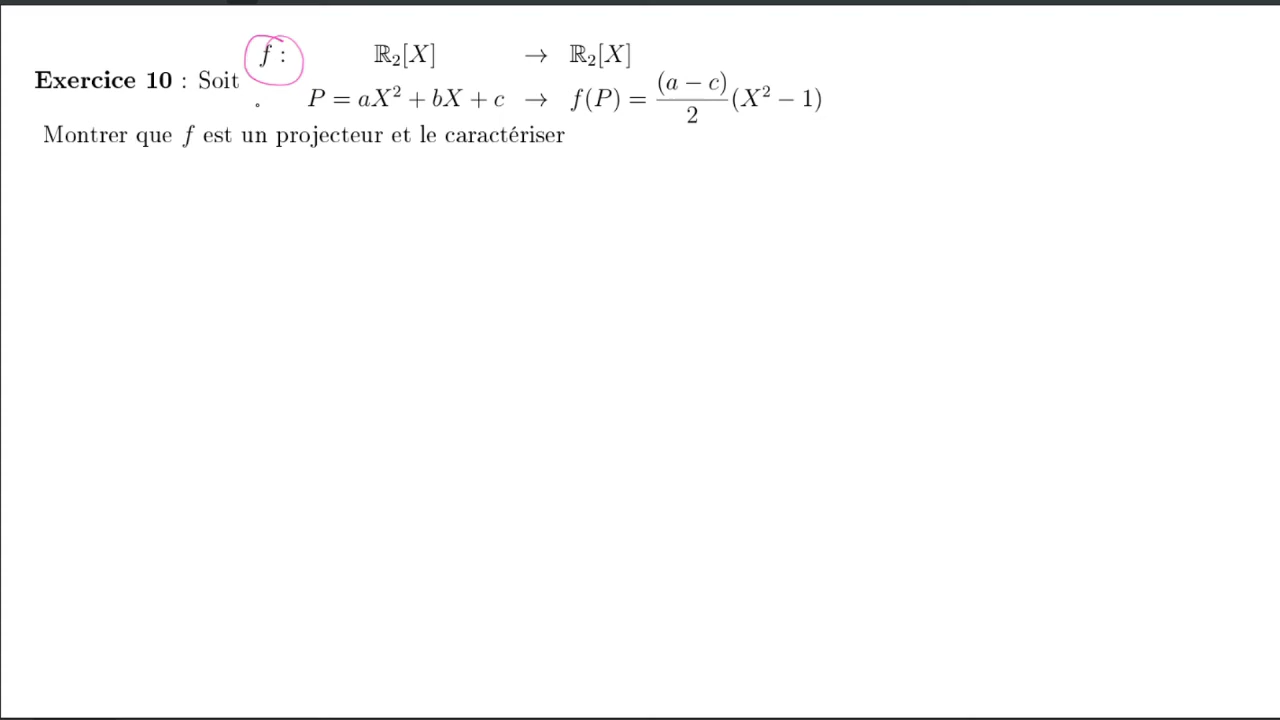 f : ℝ₂[X] → ℝ₂[X]
Exercice 10 : Soit
P = aX² + bX + c → f(P) = (a − c)/2 (X² − 1)
Montrer que f est un projecteur et le caractériser